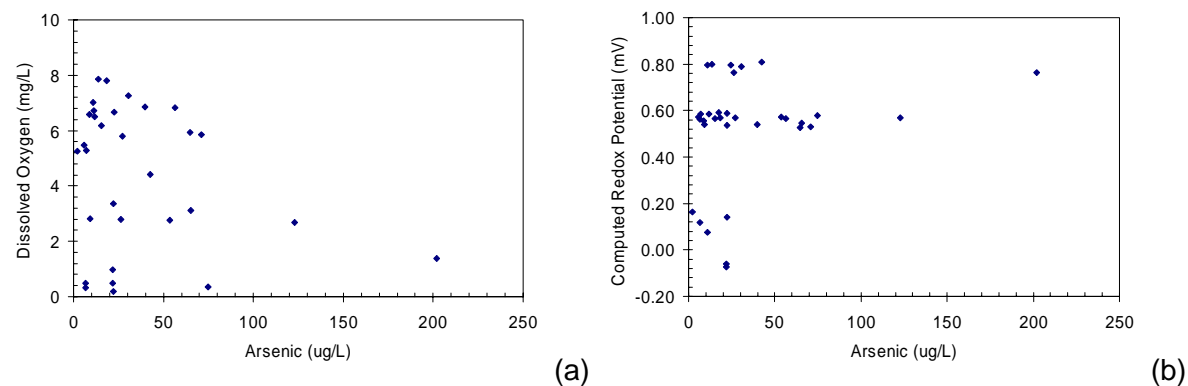 Dissolved Oxygen (mg/L)
10
8
6
4
2
0
0 50 100 150 200 250
Arsenic (ug/L)
(a)
Computed Redox Potential (mV)
1.00
0.80
0.60
0.40
0.20
0.00
-0.20
0 50 100 150 200 250
Arsenic (ug/L)
(b)